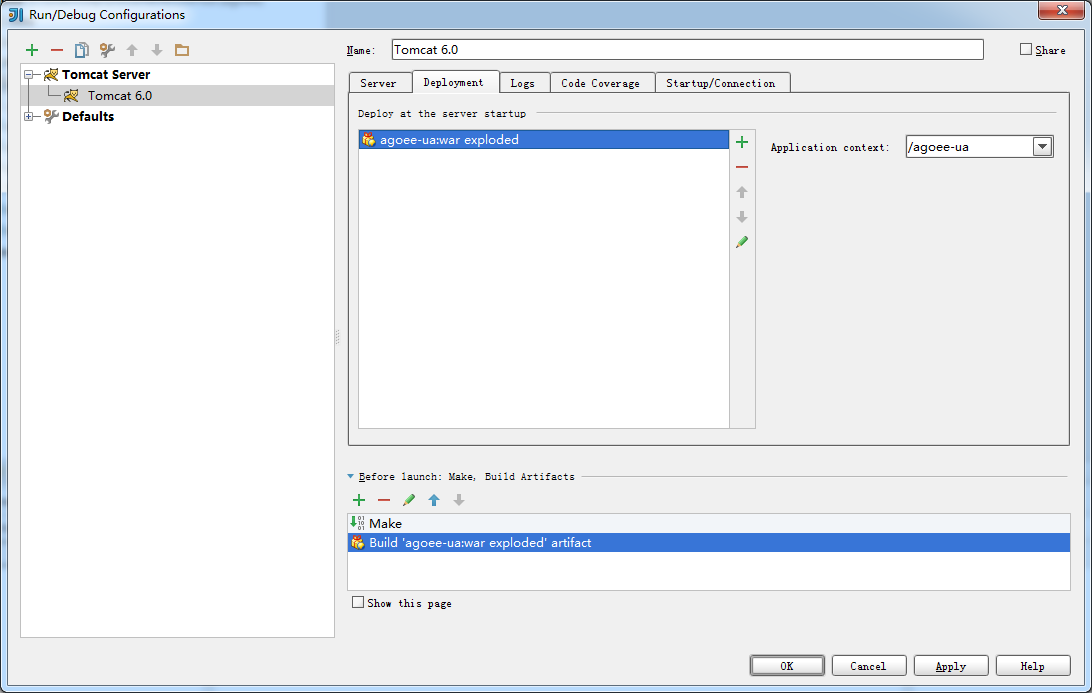 Run/Debug Configurations
Tomcat Server
Tomcat 6.0
Defaults
Name: Tomcat 6.0
Share
Server Deployment Logs Code Coverage Startup/Connection
Deploy at the server startup
agoee-ua:war exploded
Application context: /agoee-ua
Before launch: Make, Build Artifacts
Make
Build 'agoee-ua:war exploded' artifact
Show this page
OK Cancel Apply Help